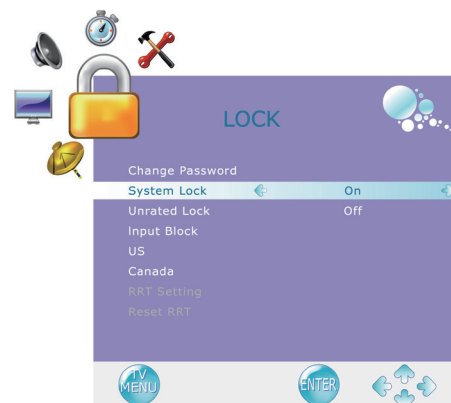 LOCK
Change Password
System Lock On
Unrated Lock Off
Input Block
US
Canada
RRT Setting
Reset RRT
TV
MENU ENTER